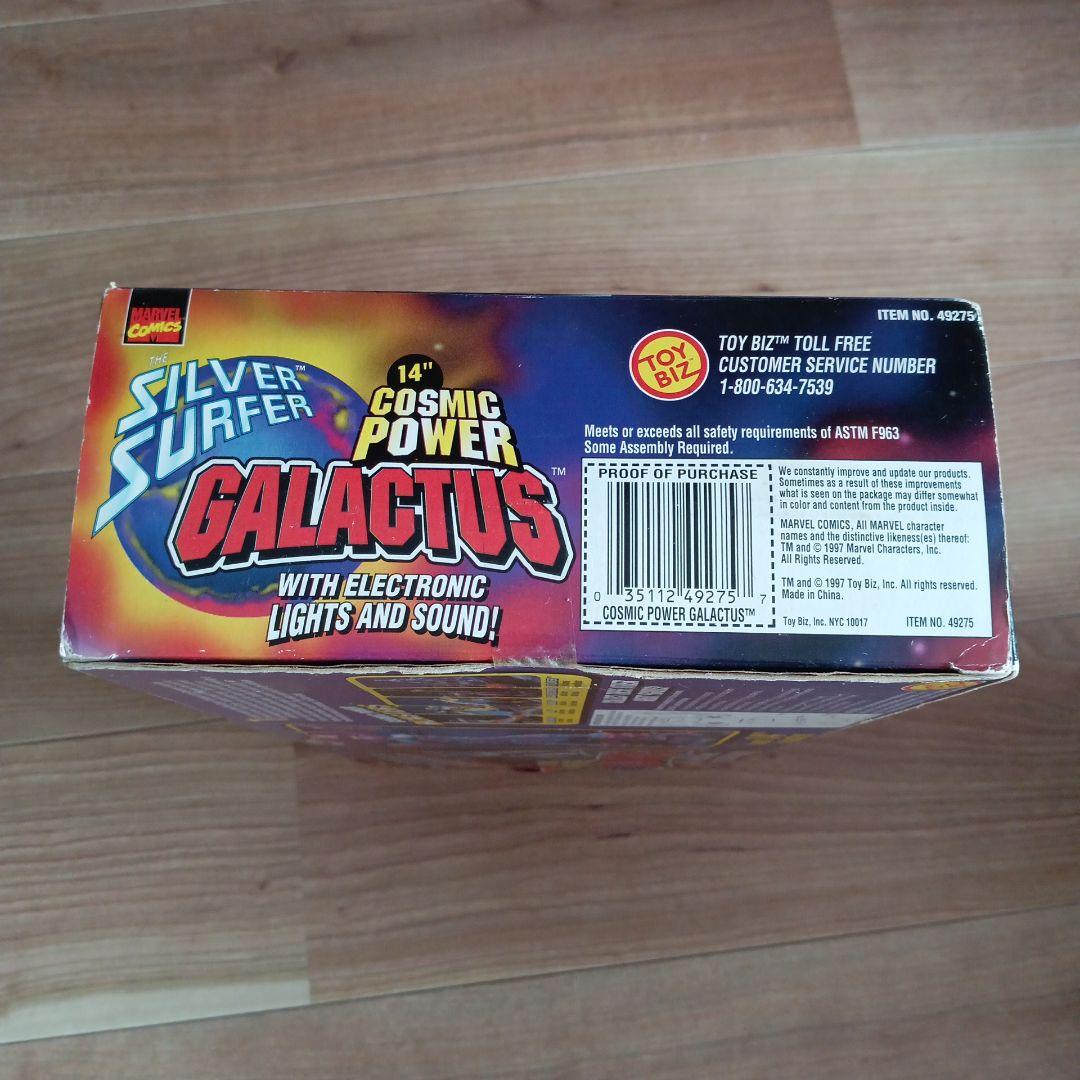 MARVEL
COMICS
THE
SILVER™
SURFER
14"
COSMIC
POWER
GALACTUS™
WITH ELECTRONIC
LIGHTS AND SOUND!
ITEM NO. 49275
TOY
BIZ™
TOY BIZ™ TOLL FREE
CUSTOMER SERVICE NUMBER
1-800-634-7539
Meets or exceeds all safety requirements of ASTM F963
Some Assembly Required.
PROOF OF PURCHASE
0 35112 49275 7
COSMIC POWER GALACTUS™
We constantly improve and update our products.
Sometimes as a result of these improvements
what is seen on the package may differ somewhat
in color and content from the product inside.
MARVEL COMICS, All MARVEL character
names and the distinctive likeness(es) thereof:
TM and © 1997 Marvel Characters, Inc.
All Rights Reserved.
TM and © 1997 Toy Biz, Inc. All rights reserved.
Made in China.
Toy Biz, Inc. NYC 10017
ITEM NO. 49275